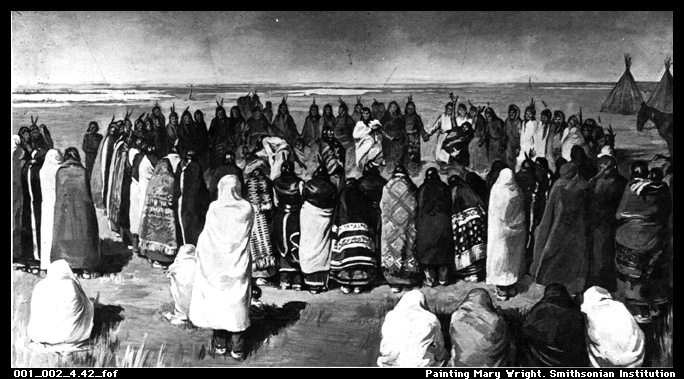 001_002_4.42_fof
Painting Mary Wright. Smithsonian Institution